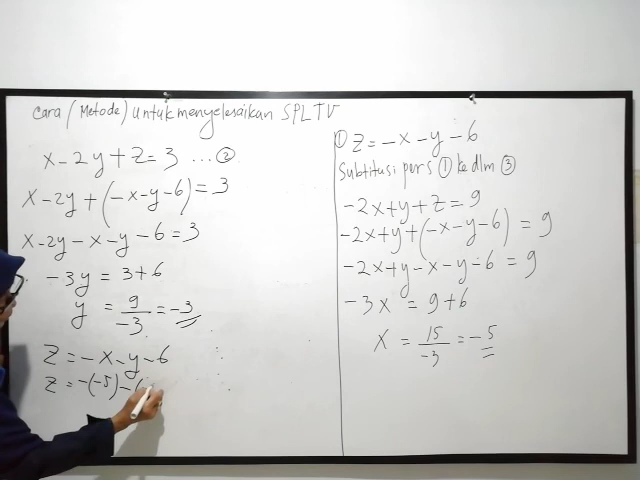 Cara (Metode) untuk menyelesaikan SPLTV
x - 2y + z = 3 ... ②
x - 2y + (-x - y - 6) = 3
x - 2y - x - y - 6 = 3
-3y = 3 + 6
y = 9/-3 = -3
z = -x - y - 6
z = -(-5) -
① z = -x - y - 6
Subtitusi pers ① ke dlm ③
-2x + y + z = 9
-2x + y + (-x - y - 6) = 9
-2x + y - x - y - 6 = 9
-3x = 9 + 6
x = 15/-3 = -5